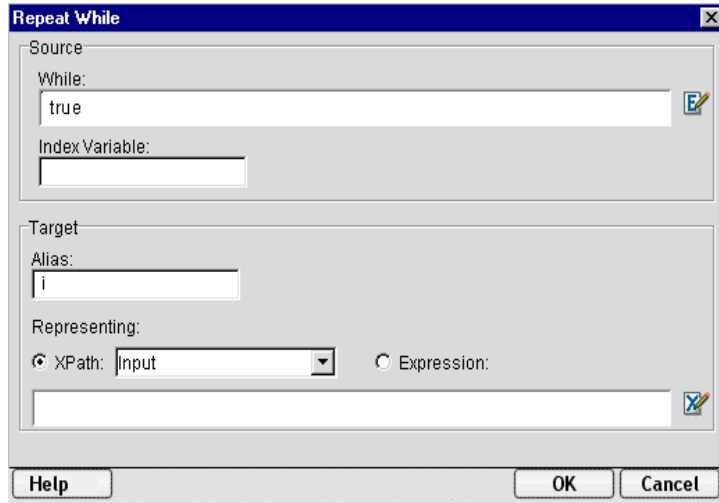 Repeat While
Source
While:
true
Index Variable:
Target
Alias:
i
Representing:
XPath: Input Expression:
Help OK Cancel